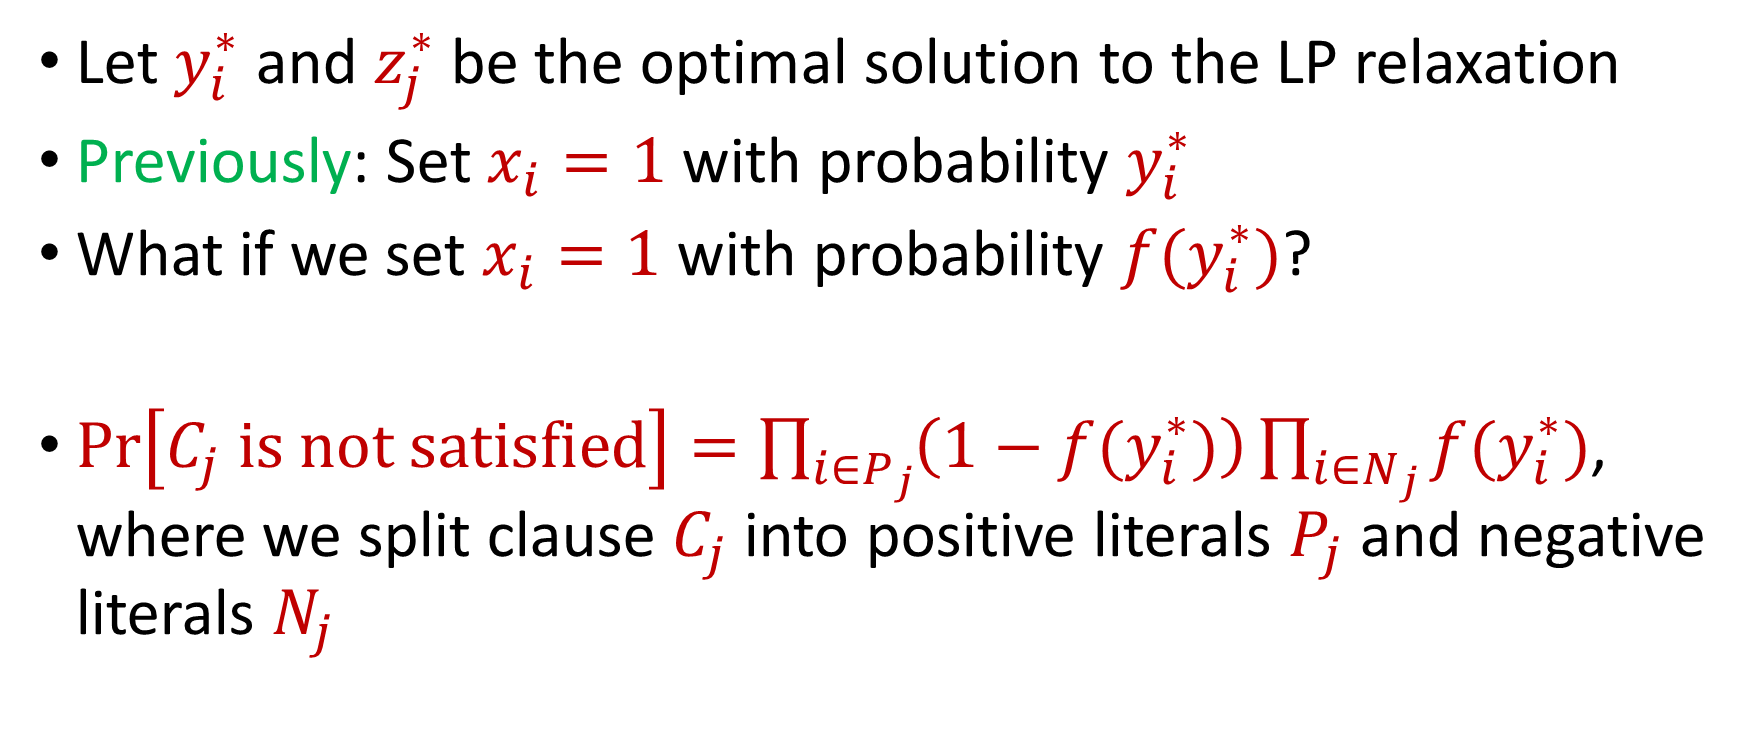 • Let y_i^* and z_j^* be the optimal solution to the LP relaxation
• Previously: Set x_i = 1 with probability y_i^*
• What if we set x_i = 1 with probability f(y_i^*)?
• Pr[C_j is not satisfied] = ∏_{i∈P_j}(1 − f(y_i^*)) ∏_{i∈N_j} f(y_i^*),
where we split clause C_j into positive literals P_j and negative
literals N_j